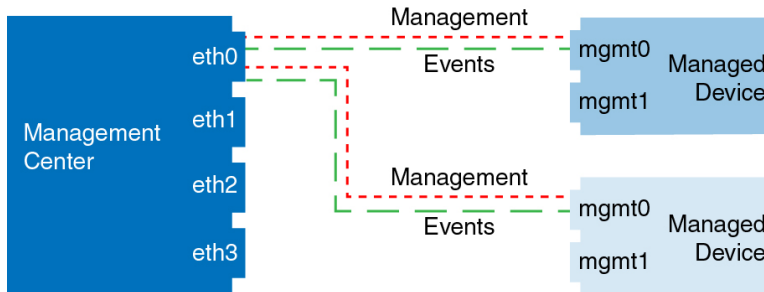 Management
Events
Management
Center
eth0
eth1
eth2
eth3
mgmt0
mgmt1
Managed
Device
Management
Events
mgmt0
mgmt1
Managed
Device